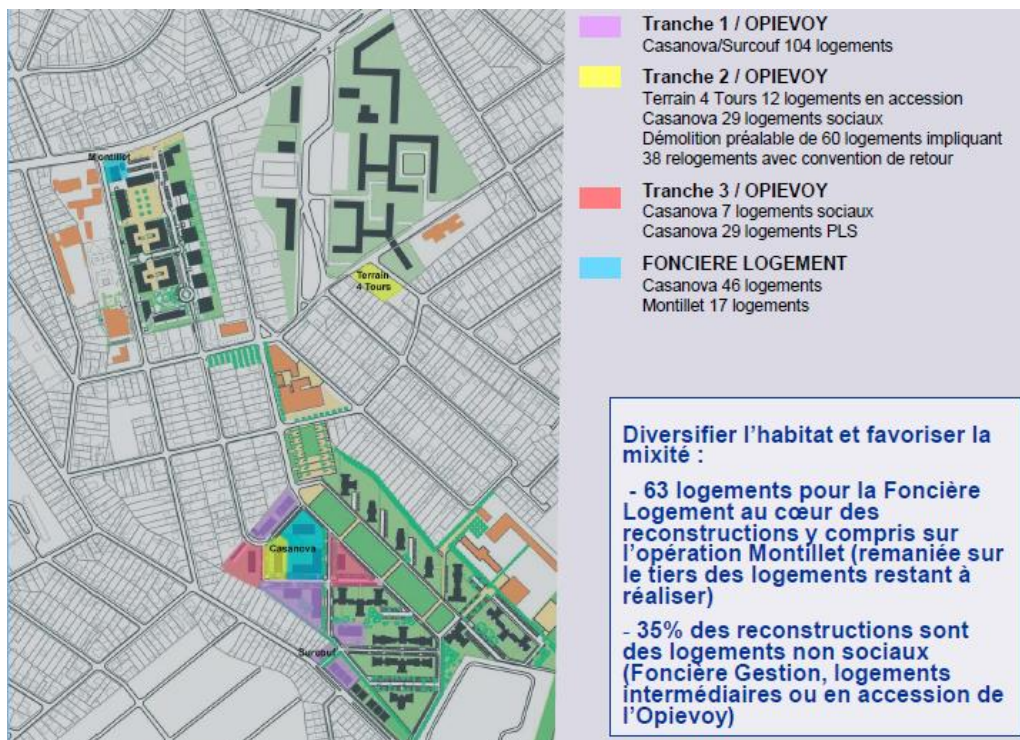 Tranche 1 / OPIEVOY
Casanova/Surcouf 104 logements
Tranche 2 / OPIEVOY
Terrain 4 Tours 12 logements en accession
Casanova 29 logements sociaux
Démolition préalable de 60 logements impliquant
38 relogements avec convention de retour
Tranche 3 / OPIEVOY
Casanova 7 logements sociaux
Casanova 29 logements PLS
FONCIERE LOGEMENT
Casanova 46 logements
Montillet 17 logements
Montillet
Terrain
4 Tours
Casanova
Surcouf
Diversifier l'habitat et favoriser la
mixité :
- 63 logements pour la Foncière
Logement au cœur des
reconstructions y compris sur
l'opération Montillet (remaniée sur
le tiers des logements restant à
réaliser)
- 35% des reconstructions sont
des logements non sociaux
(Foncière Gestion, logements
intermédiaires ou en accession de
l'Opievoy)